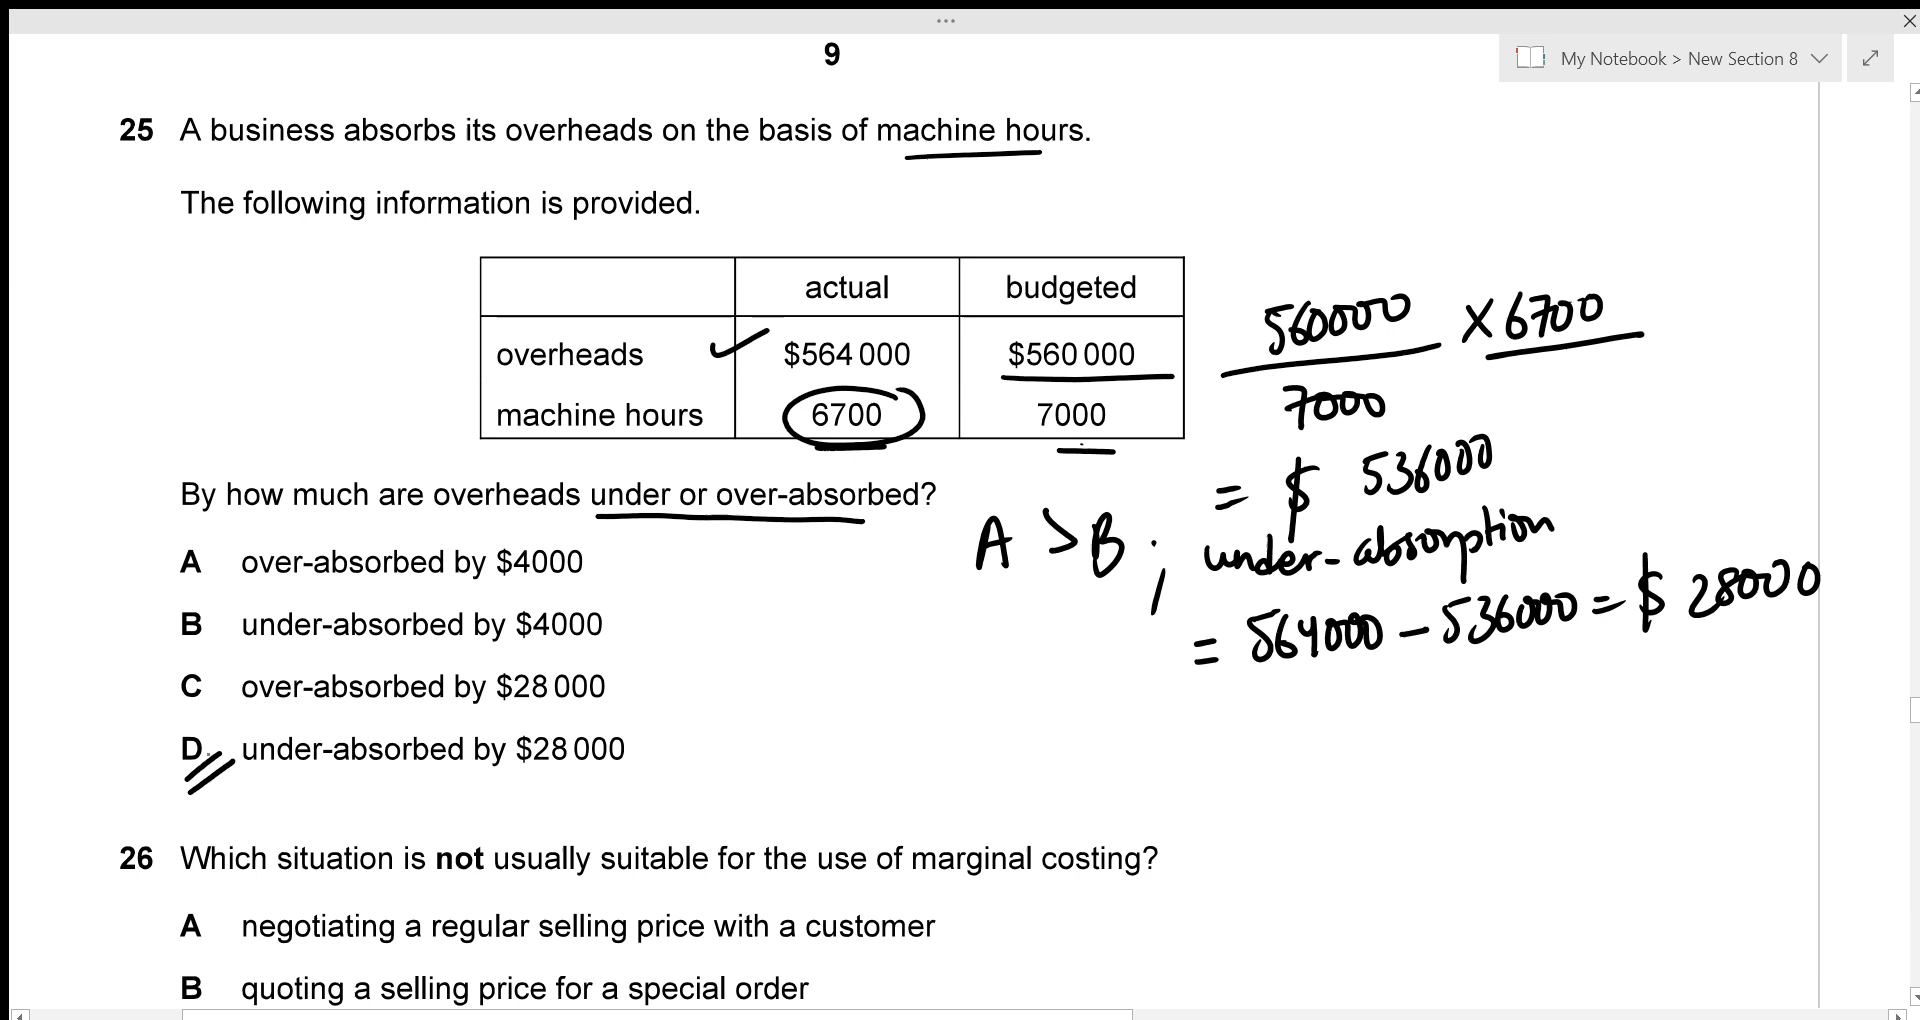 9
My Notebook > New Section 8
25 A business absorbs its overheads on the basis of machine hours.
The following information is provided.
actual budgeted
overheads $564 000 $560 000
machine hours 6700 7000
560000 × 6700
7000
= $ 536000
By how much are overheads under or over-absorbed?
A > B ; under-absorption
= 564000 - 536000 = $ 28000
A over-absorbed by $4000
B under-absorbed by $4000
C over-absorbed by $28 000
D under-absorbed by $28 000
26 Which situation is not usually suitable for the use of marginal costing?
A negotiating a regular selling price with a customer
B quoting a selling price for a special order